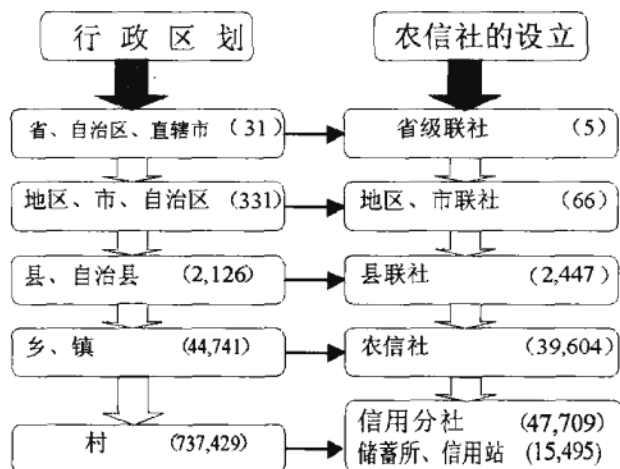 行政区划 农信社的设立
省、自治区、直辖市 (31) 省级联社 (5)
地区、市、自治区 (331) 地区、市联社 (66)
县、自治县 (2,126) 县联社 (2,447)
乡、镇 (44,741) 农信社 (39,604)
村 (737,429) 信用分社 (47,709)
储蓄所、信用站 (15,495)